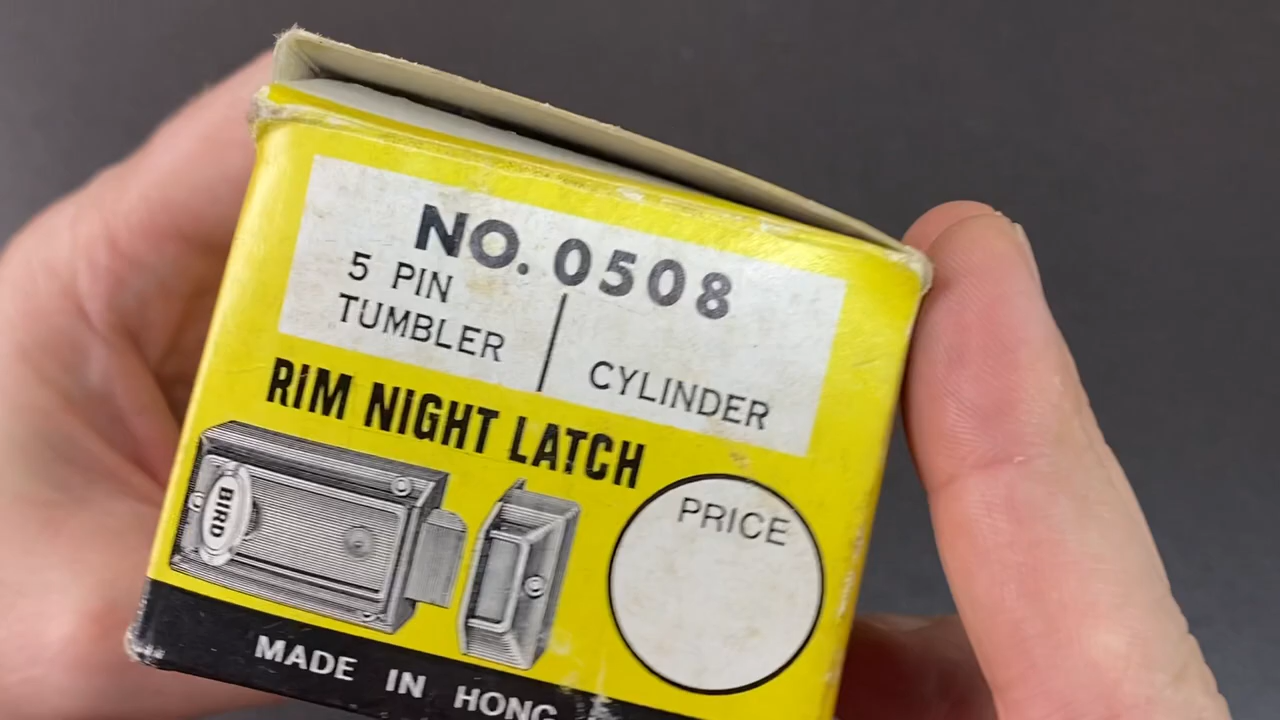 NO. 0508
5 PIN
TUMBLER
CYLINDER
RIM NIGHT LATCH
BIRD
PRICE
MADE IN HONG